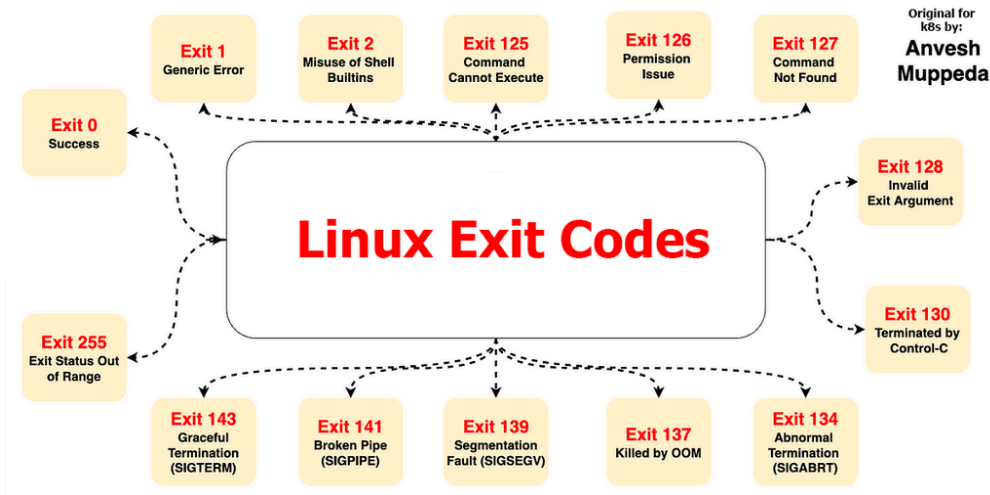 Original for
k8s by:
Anvesh
Muppeda
Exit 1
Generic Error
Exit 2
Misuse of Shell
Builtins
Exit 125
Command
Cannot Execute
Exit 126
Permission
Issue
Exit 127
Command
Not Found
Exit 0
Success
Exit 128
Invalid
Exit Argument
Linux Exit Codes
Exit 255
Exit Status Out
of Range
Exit 130
Terminated by
Control-C
Exit 143
Graceful
Termination
(SIGTERM)
Exit 141
Broken Pipe
(SIGPIPE)
Exit 139
Segmentation
Fault (SIGSEGV)
Exit 137
Killed by OOM
Exit 134
Abnormal
Termination
(SIGABRT)